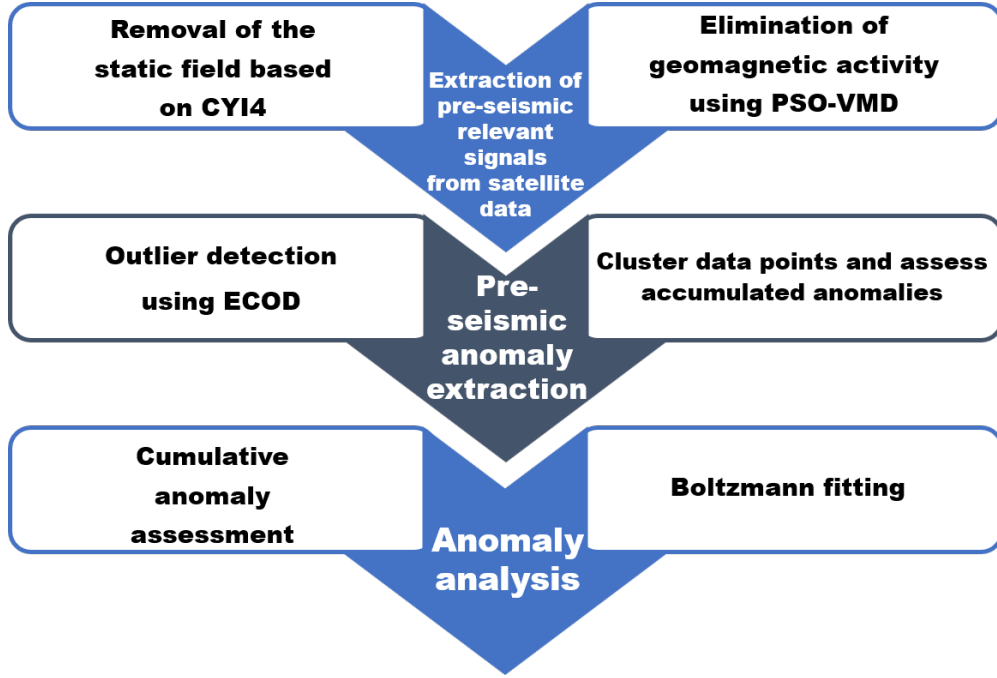 Removal of the
static field based
on CYI4
Extraction of
pre-seismic
relevant
signals
from satellite
data
Elimination of
geomagnetic activity
using PSO-VMD
Outlier detection
using ECOD
Pre-
seismic
anomaly
extraction
Cluster data points and assess
accumulated anomalies
Cumulative
anomaly
assessment
Anomaly
analysis
Boltzmann fitting